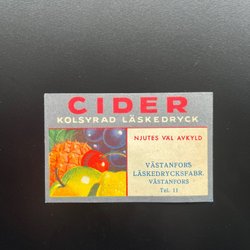 CIDER
KOLSYRAD LÄSKEDRYCK
NJUTES VÄL AVKYLD
VÄSTANFORS
LÄSKEDRYCKSFABR.
VÄSTANFORS
Tel. 11